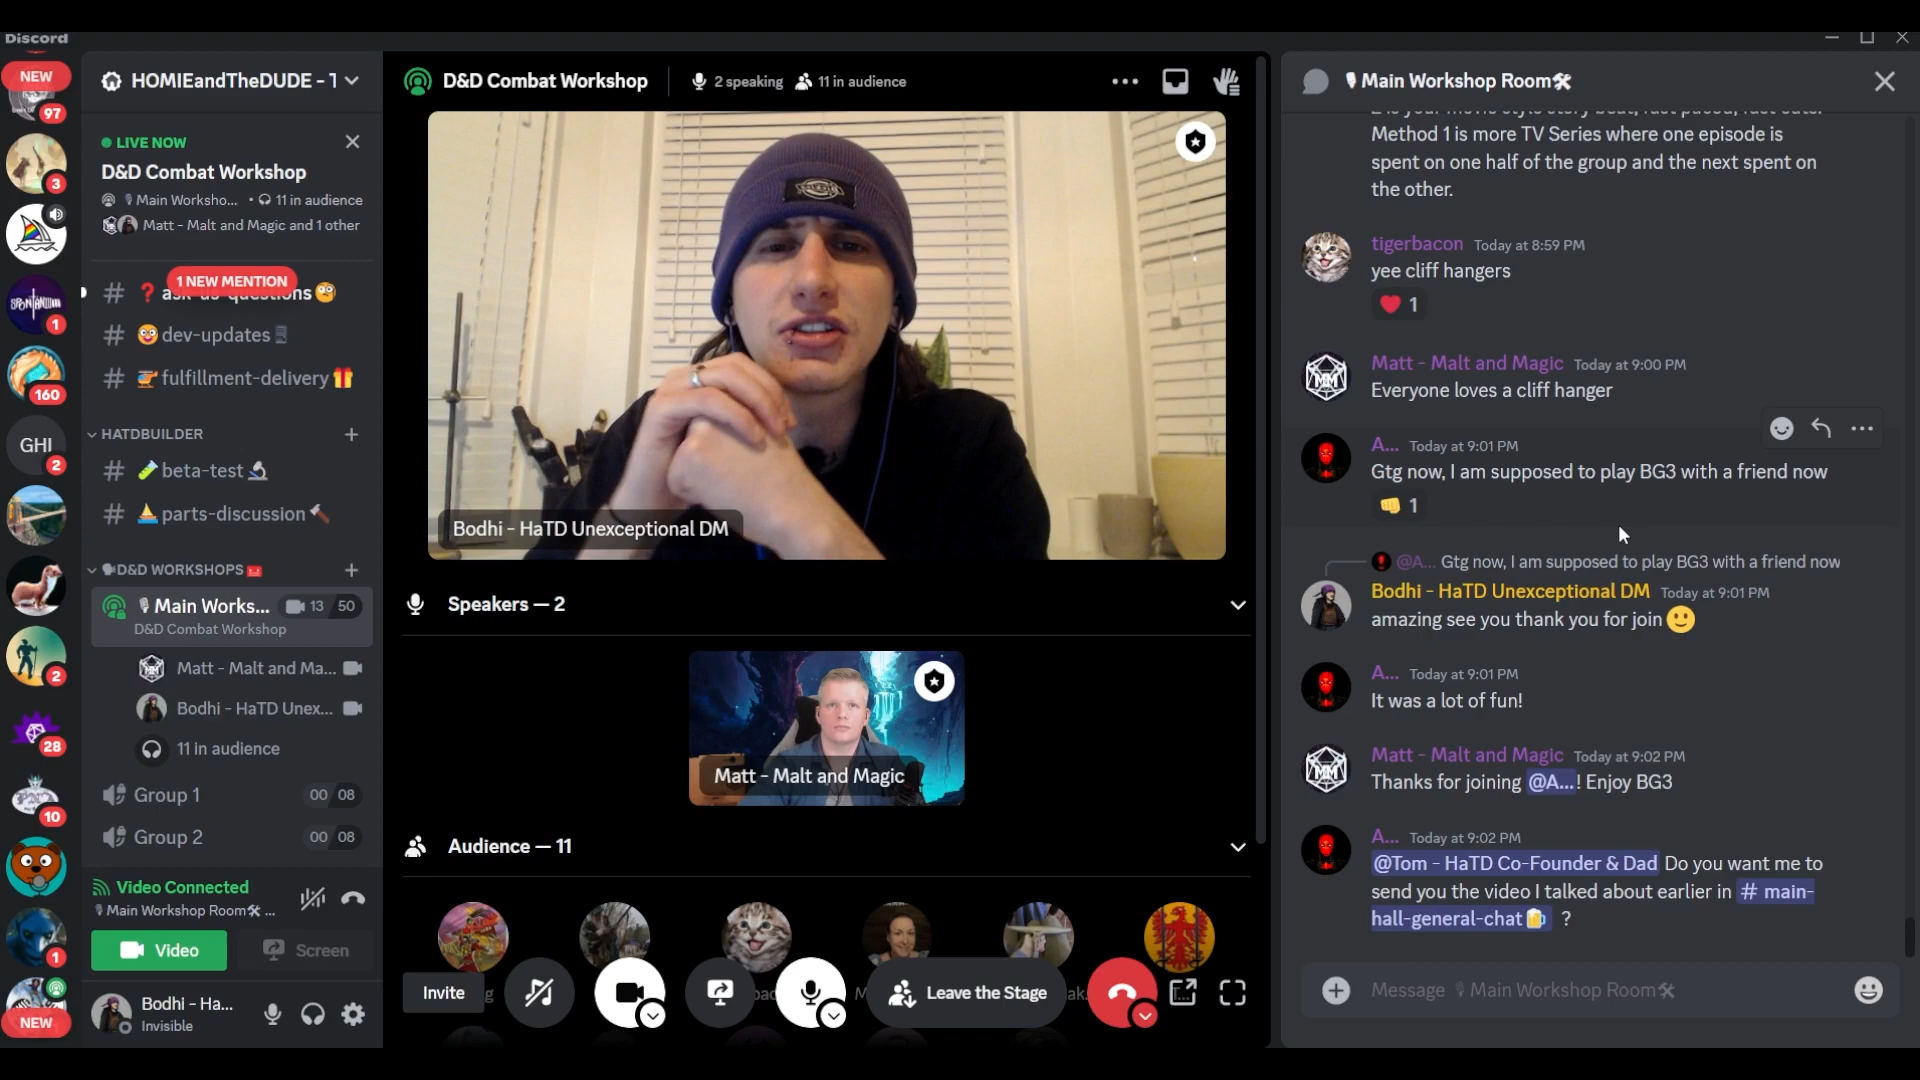 Discord
NEW
97
3
1
160
GHI
2
2
28
10
1
NEW
HOMIEandTheDUDE - T
LIVE NOW
D&D Combat Workshop
Main Worksho... • 11 in audience
Matt - Malt and Magic and 1 other
1 NEW MENTION
dev-updates
fulfillment-delivery
HATDBUILDER
beta-test
parts-discussion
D&D WORKSHOPS
Main Works... 13 50
D&D Combat Workshop
Matt - Malt and Ma...
Bodhi - HaTD Unex...
11 in audience
Group 1 00 08
Group 2 00 08
Video Connected
Main Workshop Room ...
Video
Screen
Bodhi - Ha...
Invisible
D&D Combat Workshop 2 speaking 11 in audience
DICKIES
Bodhi - HaTD Unexceptional DM
Speakers — 2
Matt - Malt and Magic
Audience — 11
Invite
Leave the Stage
Main Workshop Room
Method 1 is more TV Series where one episode is
spent on one half of the group and the next spent on
the other.
tigerbacon Today at 8:59 PM
yee cliff hangers
1
Matt - Malt and Magic Today at 9:00 PM
Everyone loves a cliff hanger
A... Today at 9:01 PM
Gtg now, I am supposed to play BG3 with a friend now
1
@A... Gtg now, I am supposed to play BG3 with a friend now
Bodhi - HaTD Unexceptional DM Today at 9:01 PM
amazing see you thank you for join
A... Today at 9:01 PM
It was a lot of fun!
Matt - Malt and Magic Today at 9:02 PM
Thanks for joining @A...! Enjoy BG3
A... Today at 9:02 PM
@Tom - HaTD Co-Founder & Dad Do you want me to
send you the video I talked about earlier in # main-
hall-general-chat ?
Message Main Workshop Room